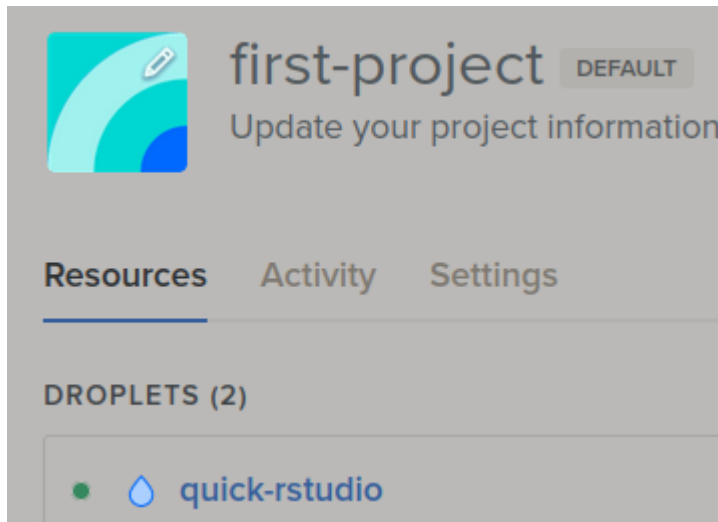 first-project DEFAULT
Update your project information
Resources Activity Settings
DROPLETS (2)
quick-rstudio